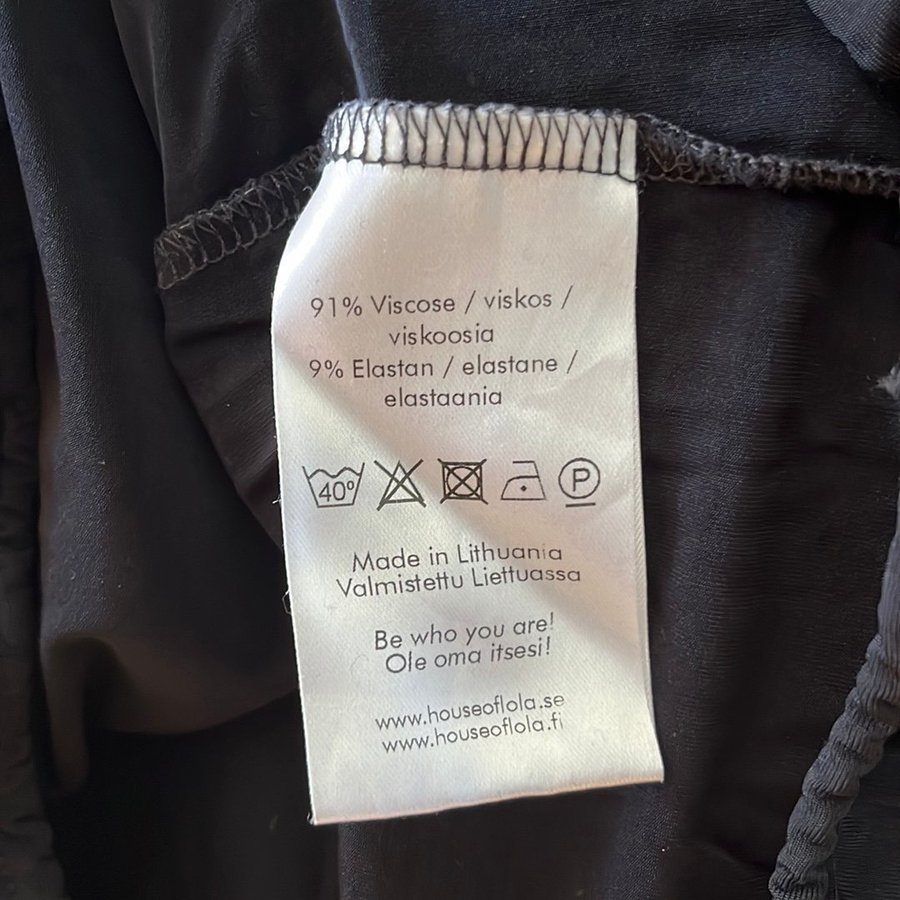 91% Viscose / viskos /
viskoosia
9% Elastan / elastane /
elastaania
40° P
Made in Lithuania
Valmistettu Liettuassa
Be who you are!
Ole oma itsesi!
www.houseoflola.se
www.houseoflola.fi